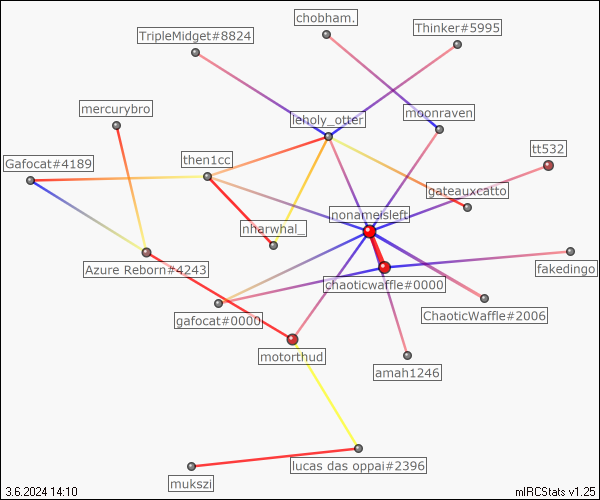 chobham.
TripleMidget#8824
Thinker#5995
mercurybro
leholy_otter
moonraven
Gafocat#4189
then1cc
tt532
gateauxcatto
nonameisleft
nharwhal_
Azure Reborn#4243
fakedingo
chaoticwaffle#0000
gafocat#0000
ChaoticWaffle#2006
motorthud
amah1246
lucas das oppai#2396
mukszi
3.6.2024 14:10
mIRCStats v1.25